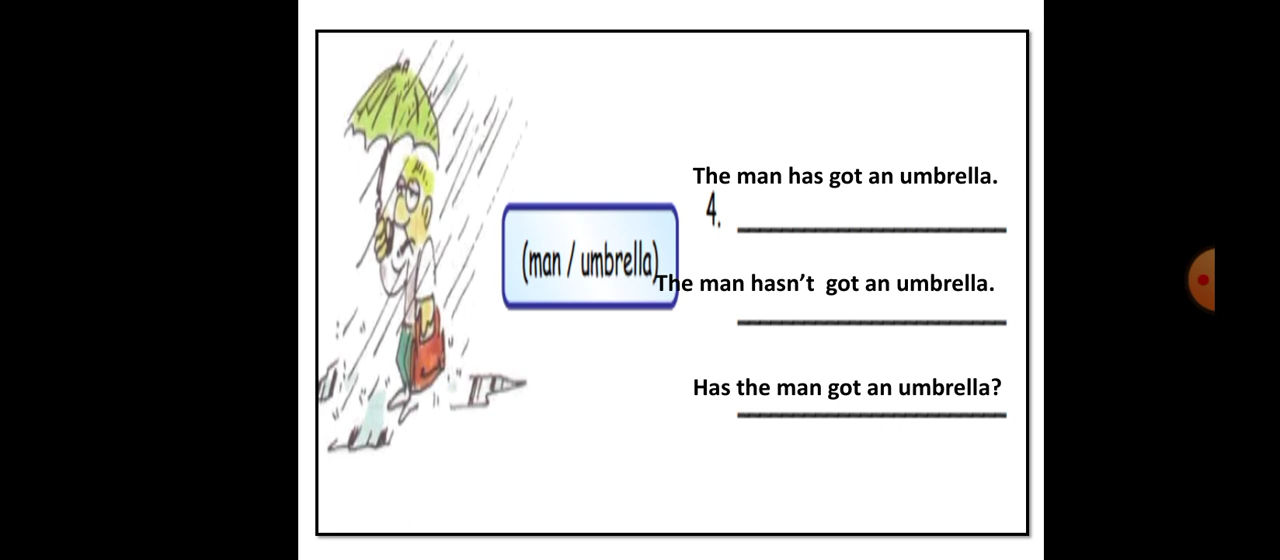 The man has got an umbrella.
4.
(man / umbrella)
The man hasn't  got an umbrella.
Has the man got an umbrella?